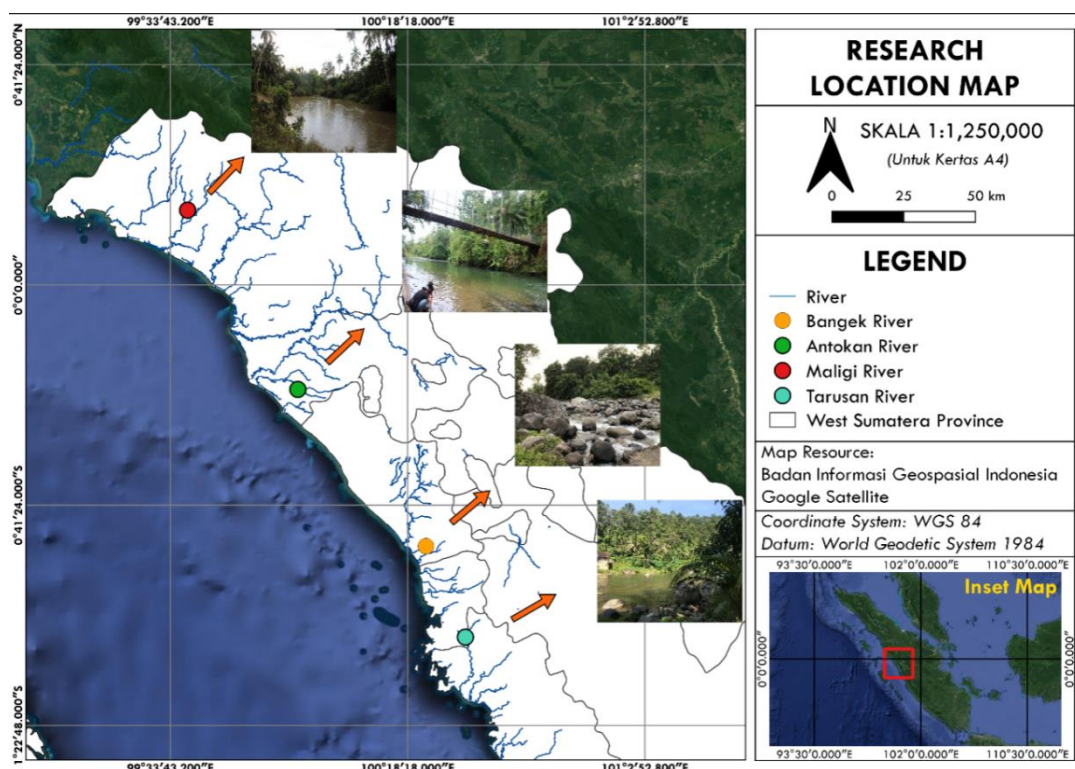 99°33′43.200″E 100°18′18.000″E 101°2′52.800″E
0°41′24.000″N
0°0′0.000″
0°41′24.000″S
1°22′48.000″S
99°33′43.200″E 100°18′18.000″E 101°2′52.800″E
RESEARCH
LOCATION MAP
N
SKALA 1:1,250,000
(Untuk Kertas A4)
0 25 50 km
LEGEND
River
Bangek River
Antokan River
Maligi River
Tarusan River
West Sumatera Province
Map Resource:
Badan Informasi Geospasial Indonesia
Google Satellite
Coordinate System: WGS 84
Datum: World Geodetic System 1984
93°30′0.000″E 102°0′0.000″E 110°30′0.000″E
Inset Map
0°0′0.000″
0°0′0.000″
93°30′0.000″E 102°0′0.000″E 110°30′0.000″E